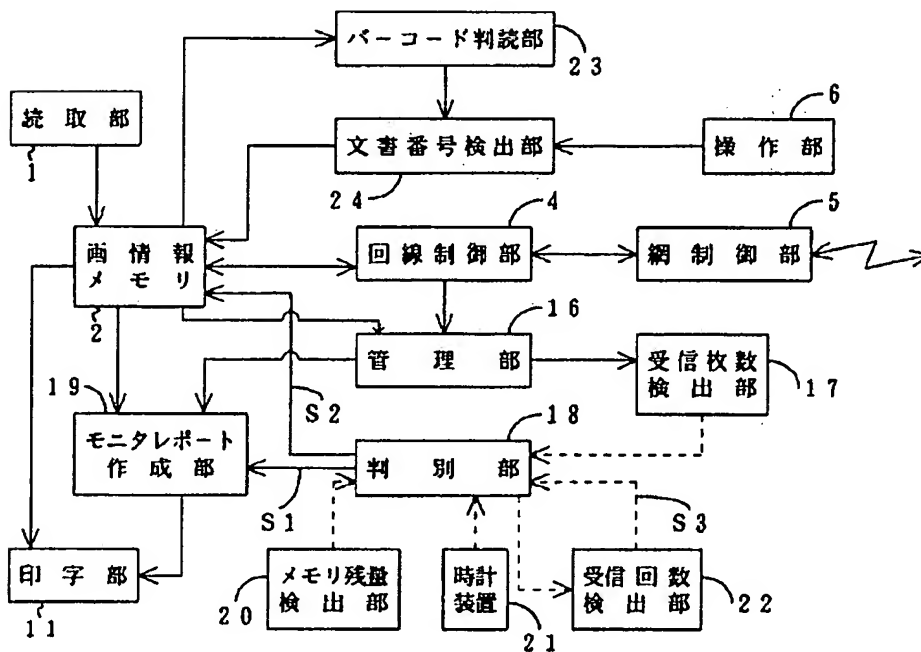 バーコード判読部
23
読取部
1
文書番号検出部
24
操作部
6
画情報
メモリ
2
回線制御部
4
網制御部
5
管理部
16
受信枚数
検出部
17
S2
19
モニタレポート
作成部
判別部
18
S1
S3
印字部
11
メモリ残量
検出部
20
時計
装置
21
受信回数
検出部
22